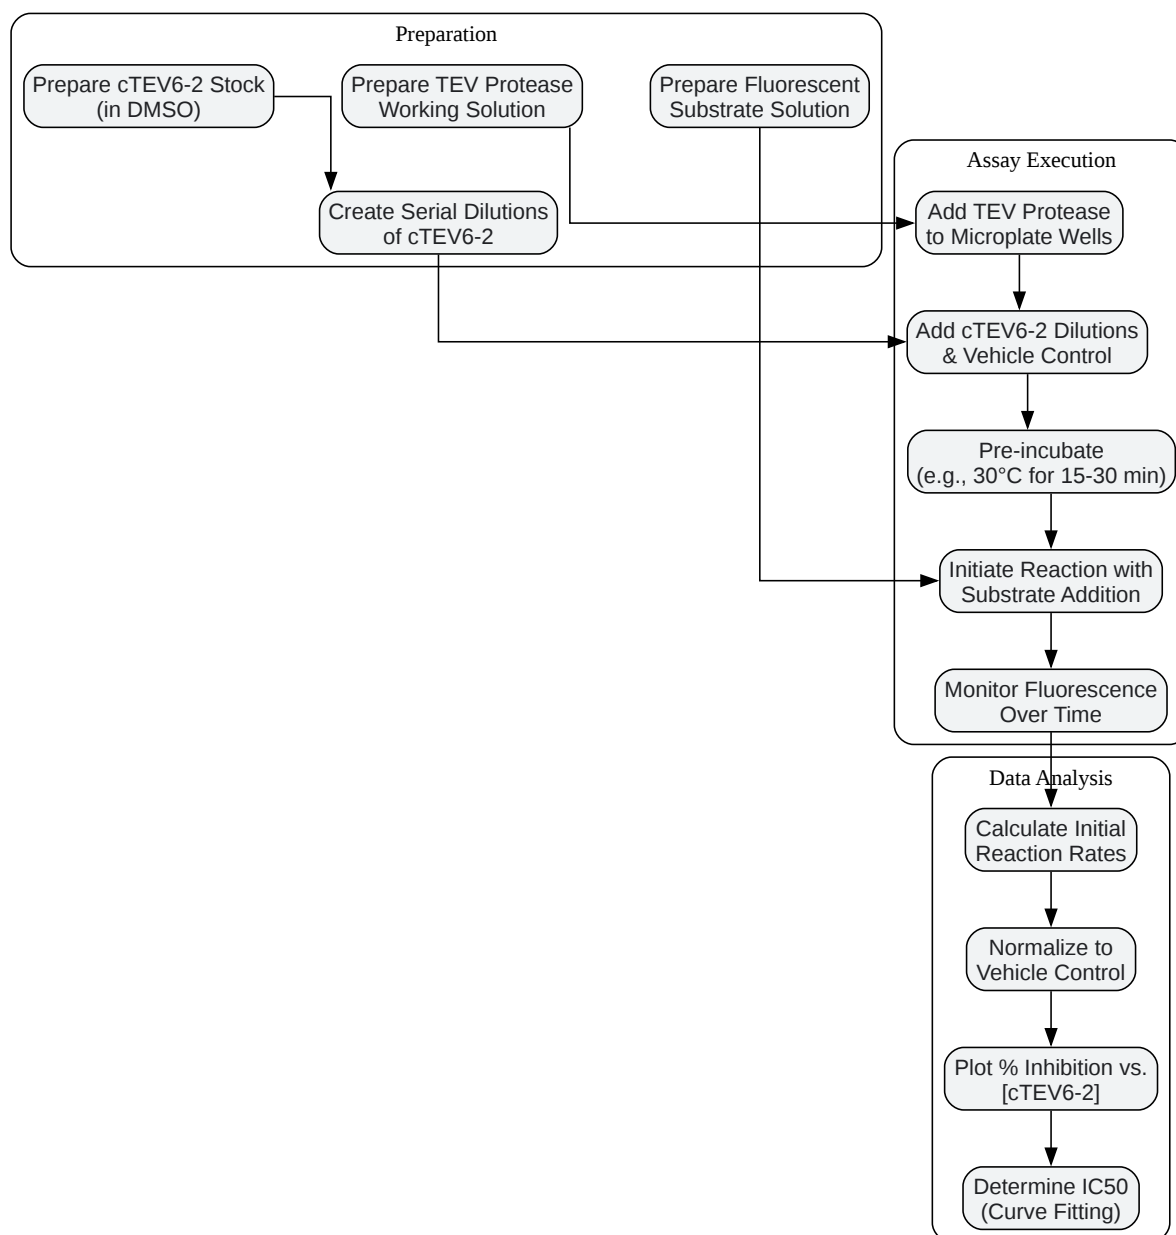 Preparation
Prepare cTEV6-2 Stock
(in DMSO)
Prepare TEV Protease
Working Solution
Prepare Fluorescent
Substrate Solution
Create Serial Dilutions
of cTEV6-2
Assay Execution
Add TEV Protease
to Microplate Wells
Add cTEV6-2 Dilutions
& Vehicle Control
Pre-incubate
(e.g., 30°C for 15-30 min)
Initiate Reaction with
Substrate Addition
Monitor Fluorescence
Over Time
Data Analysis
Calculate Initial
Reaction Rates
Normalize to
Vehicle Control
Plot % Inhibition vs.
[cTEV6-2]
Determine IC50
(Curve Fitting)